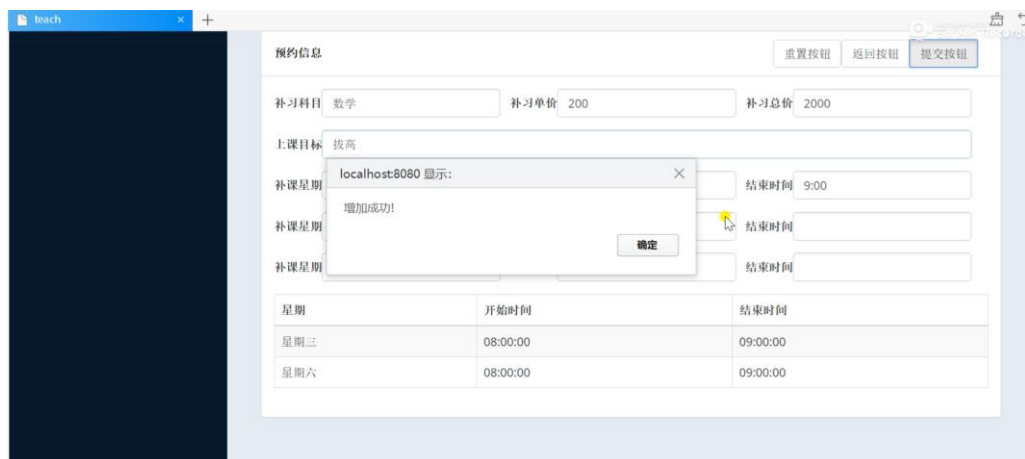 teach
预约信息
重置按钮 返回按钮 提交按钮
补习科目 数学 补习单价 200 补习总价 2000
上课目标 拔高
localhost:8080 显示:
增加成功!
确定
补课星期 结束时间 9:00
补课星期 结束时间
补课星期 结束时间
星期 开始时间 结束时间
星期三 08:00:00 09:00:00
星期六 08:00:00 09:00:00